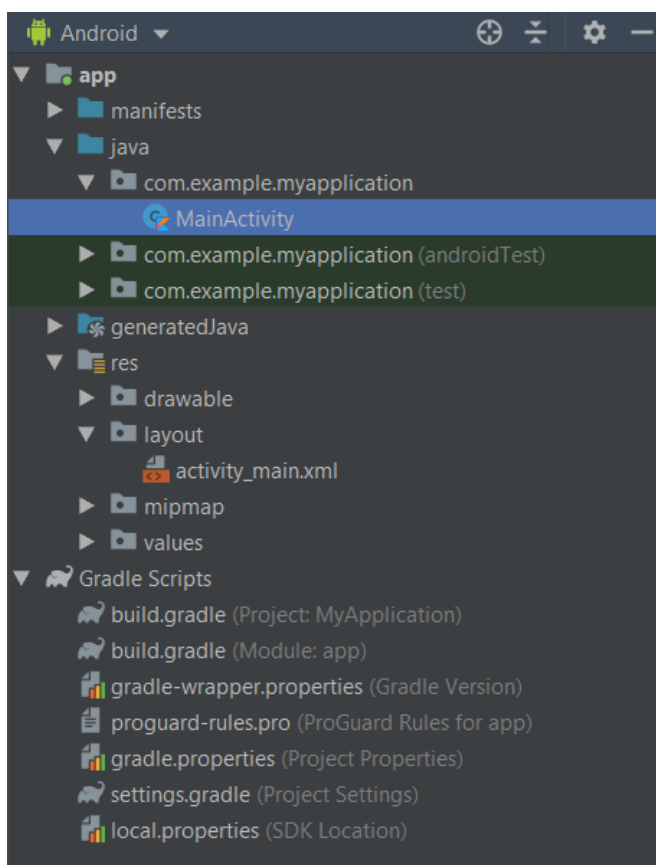 Android
app
manifests
java
com.example.myapplication
MainActivity
com.example.myapplication (androidTest)
com.example.myapplication (test)
generatedJava
res
drawable
layout
activity_main.xml
mipmap
values
Gradle Scripts
build.gradle (Project: MyApplication)
build.gradle (Module: app)
gradle-wrapper.properties (Gradle Version)
proguard-rules.pro (ProGuard Rules for app)
gradle.properties (Project Properties)
settings.gradle (Project Settings)
local.properties (SDK Location)